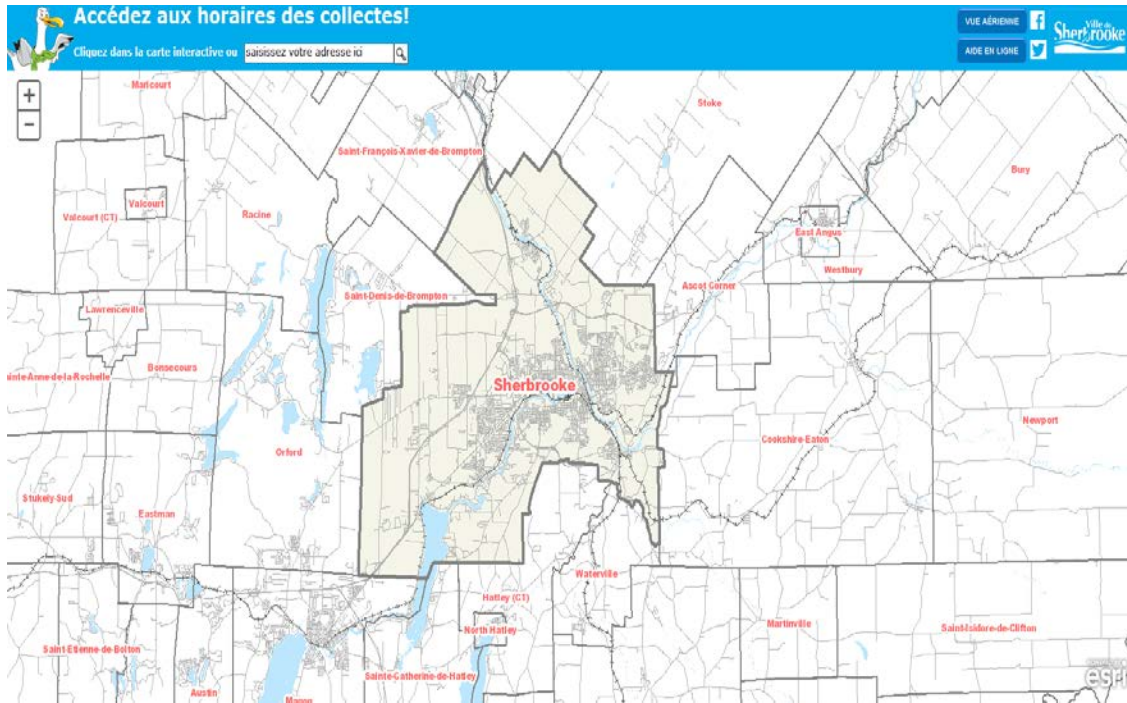 Accédez aux horaires des collectes!
Cliquez dans la carte interactive ou saisissez votre adresse ici
VUE AÉRIENNE
AIDE EN LIGNE
Ville de
Sherbrooke
+
−
Maricourt
Stoke
Saint-François-Xavier-de-Brompton
Bury
Valcourt
Valcourt (CT)
Racine
East Angus
Westbury
Ascot Corner
Saint-Denis-de-Brompton
Lawrenceville
Bonsecours
ainte-Anne-de-la-Rochelle
Sherbrooke
Newport
Cookshire-Eaton
Orford
Stukely-Sud
Eastman
Waterville
Hatley (CT)
Martinville
North Hatley
Saint-Isidore-de-Clifton
Saint-Etienne-de-Bolton
Sainte-Catherine-de-Hatley
Austin
Magog
esri